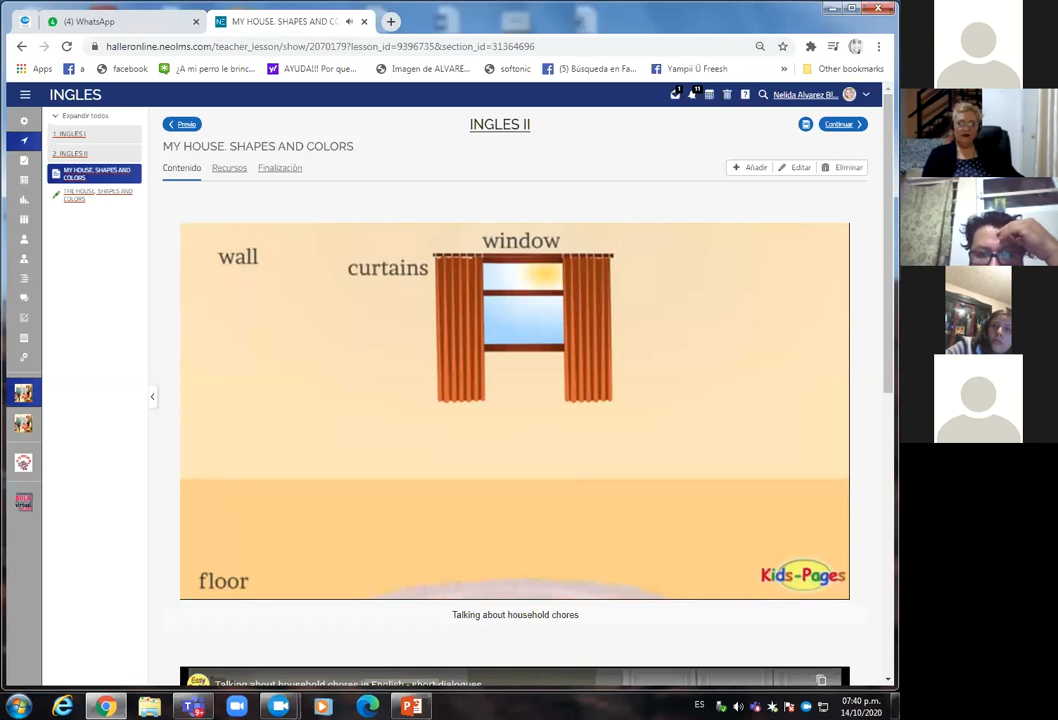 (4) WhatsApp
MY HOUSE. SHAPES AND CO
halleronline.neolms.com/teacher_lesson/show/2070179?lesson_id=9396735&section_id=31364696
Apps
a
facebook
¿A mi perro le brinc...
AYUDA!!! Por que...
Imagen de ALVARE...
softonic
(5) Búsqueda en Fa...
Yampii Ü Freesh
»
Other bookmarks
INGLES
1
11
Nelida Alvarez Bl...
Expandir todos
1. INGLES I
2. INGLES II
MY HOUSE. SHAPES AND
COLORS
THE HOUSE, SHAPES AND
COLORS
Previo
INGLES II
Continuar
MY HOUSE. SHAPES AND COLORS
Contenido
Recursos
Finalización
Añadir
Editar
Eliminar
window
wall
curtains
floor
Kids-Pages
Talking about household chores
Easy
Talking about household chores in English - short dialogues
ES
07:40 p.m.
14/10/2020